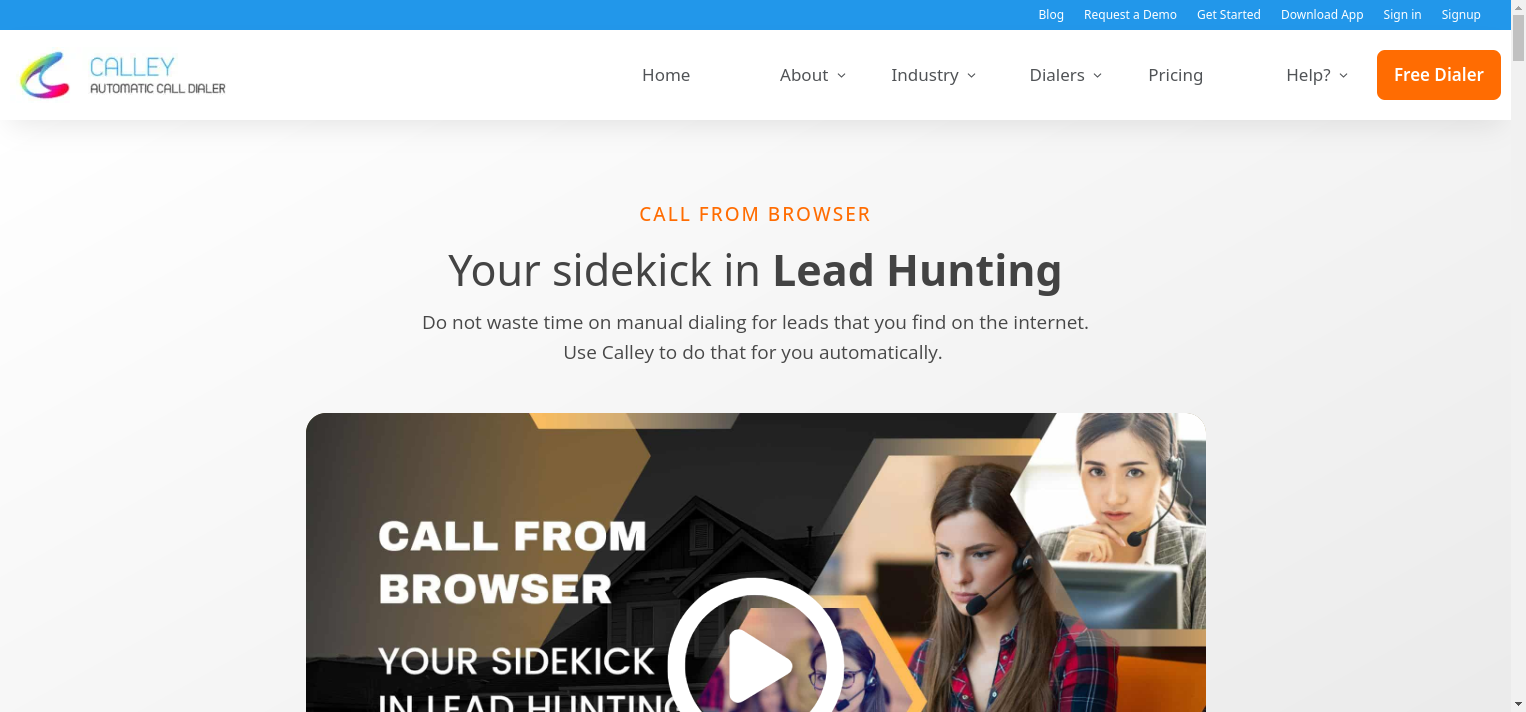 Blog Request a Demo Get Started Download App Sign in Signup
CALLEY
AUTOMATIC CALL DIALER
Home About Industry Dialers Pricing Help? Free Dialer
CALL FROM BROWSER
Your sidekick in Lead Hunting
Do not waste time on manual dialing for leads that you find on the internet.
Use Calley to do that for you automatically.
CALL FROM
BROWSER
YOUR SIDEKICK
IN LEAD HUNTING